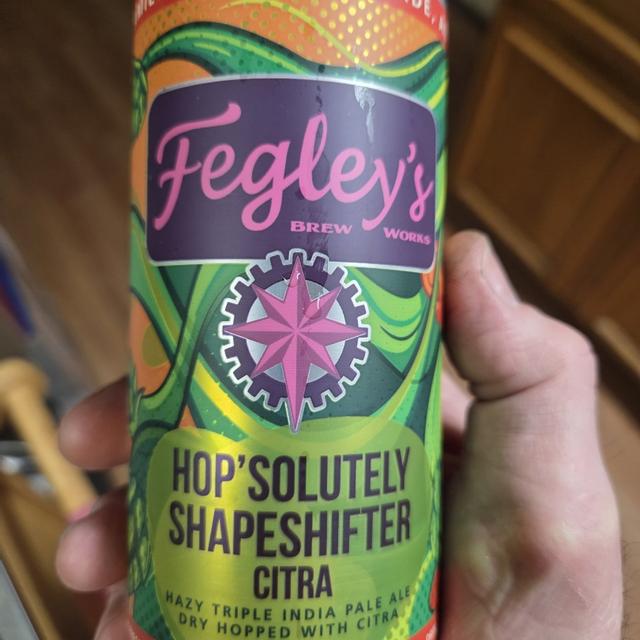 Fegley's
BREW WORKS
HOP'SOLUTELY
SHAPESHIFTER
CITRA
HAZY TRIPLE INDIA PALE ALE
DRY HOPPED WITH CITRA